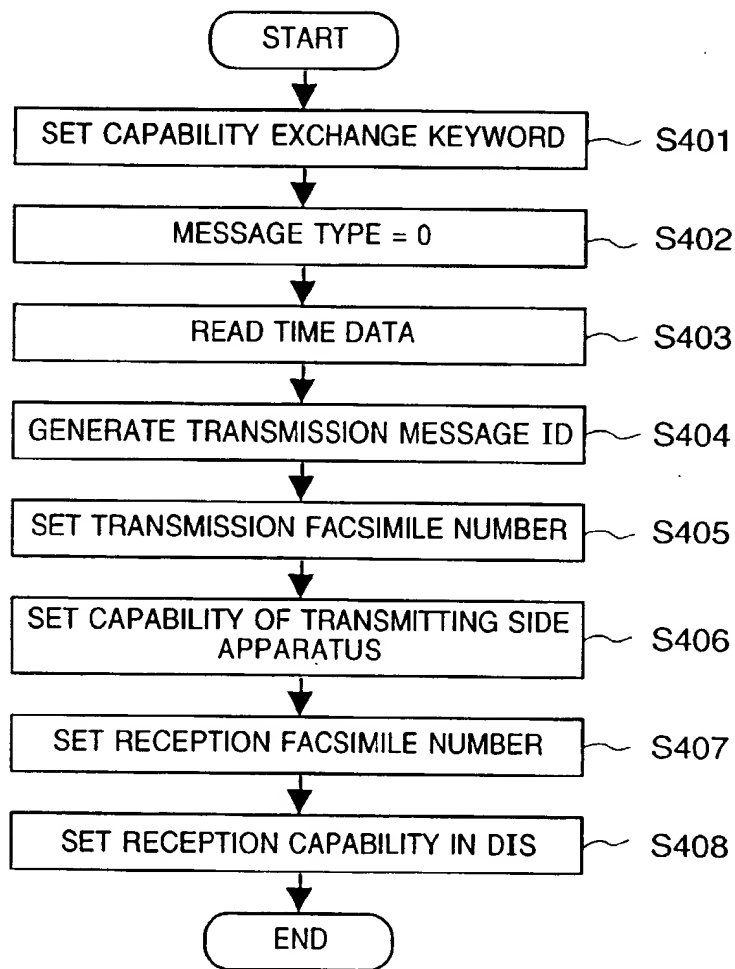 START
SET CAPABILITY EXCHANGE KEYWORD S401
MESSAGE TYPE = 0 S402
READ TIME DATA S403
GENERATE TRANSMISSION MESSAGE ID S404
SET TRANSMISSION FACSIMILE NUMBER S405
SET CAPABILITY OF TRANSMITTING SIDE
APPARATUS S406
SET RECEPTION FACSIMILE NUMBER S407
SET RECEPTION CAPABILITY IN DIS S408
END